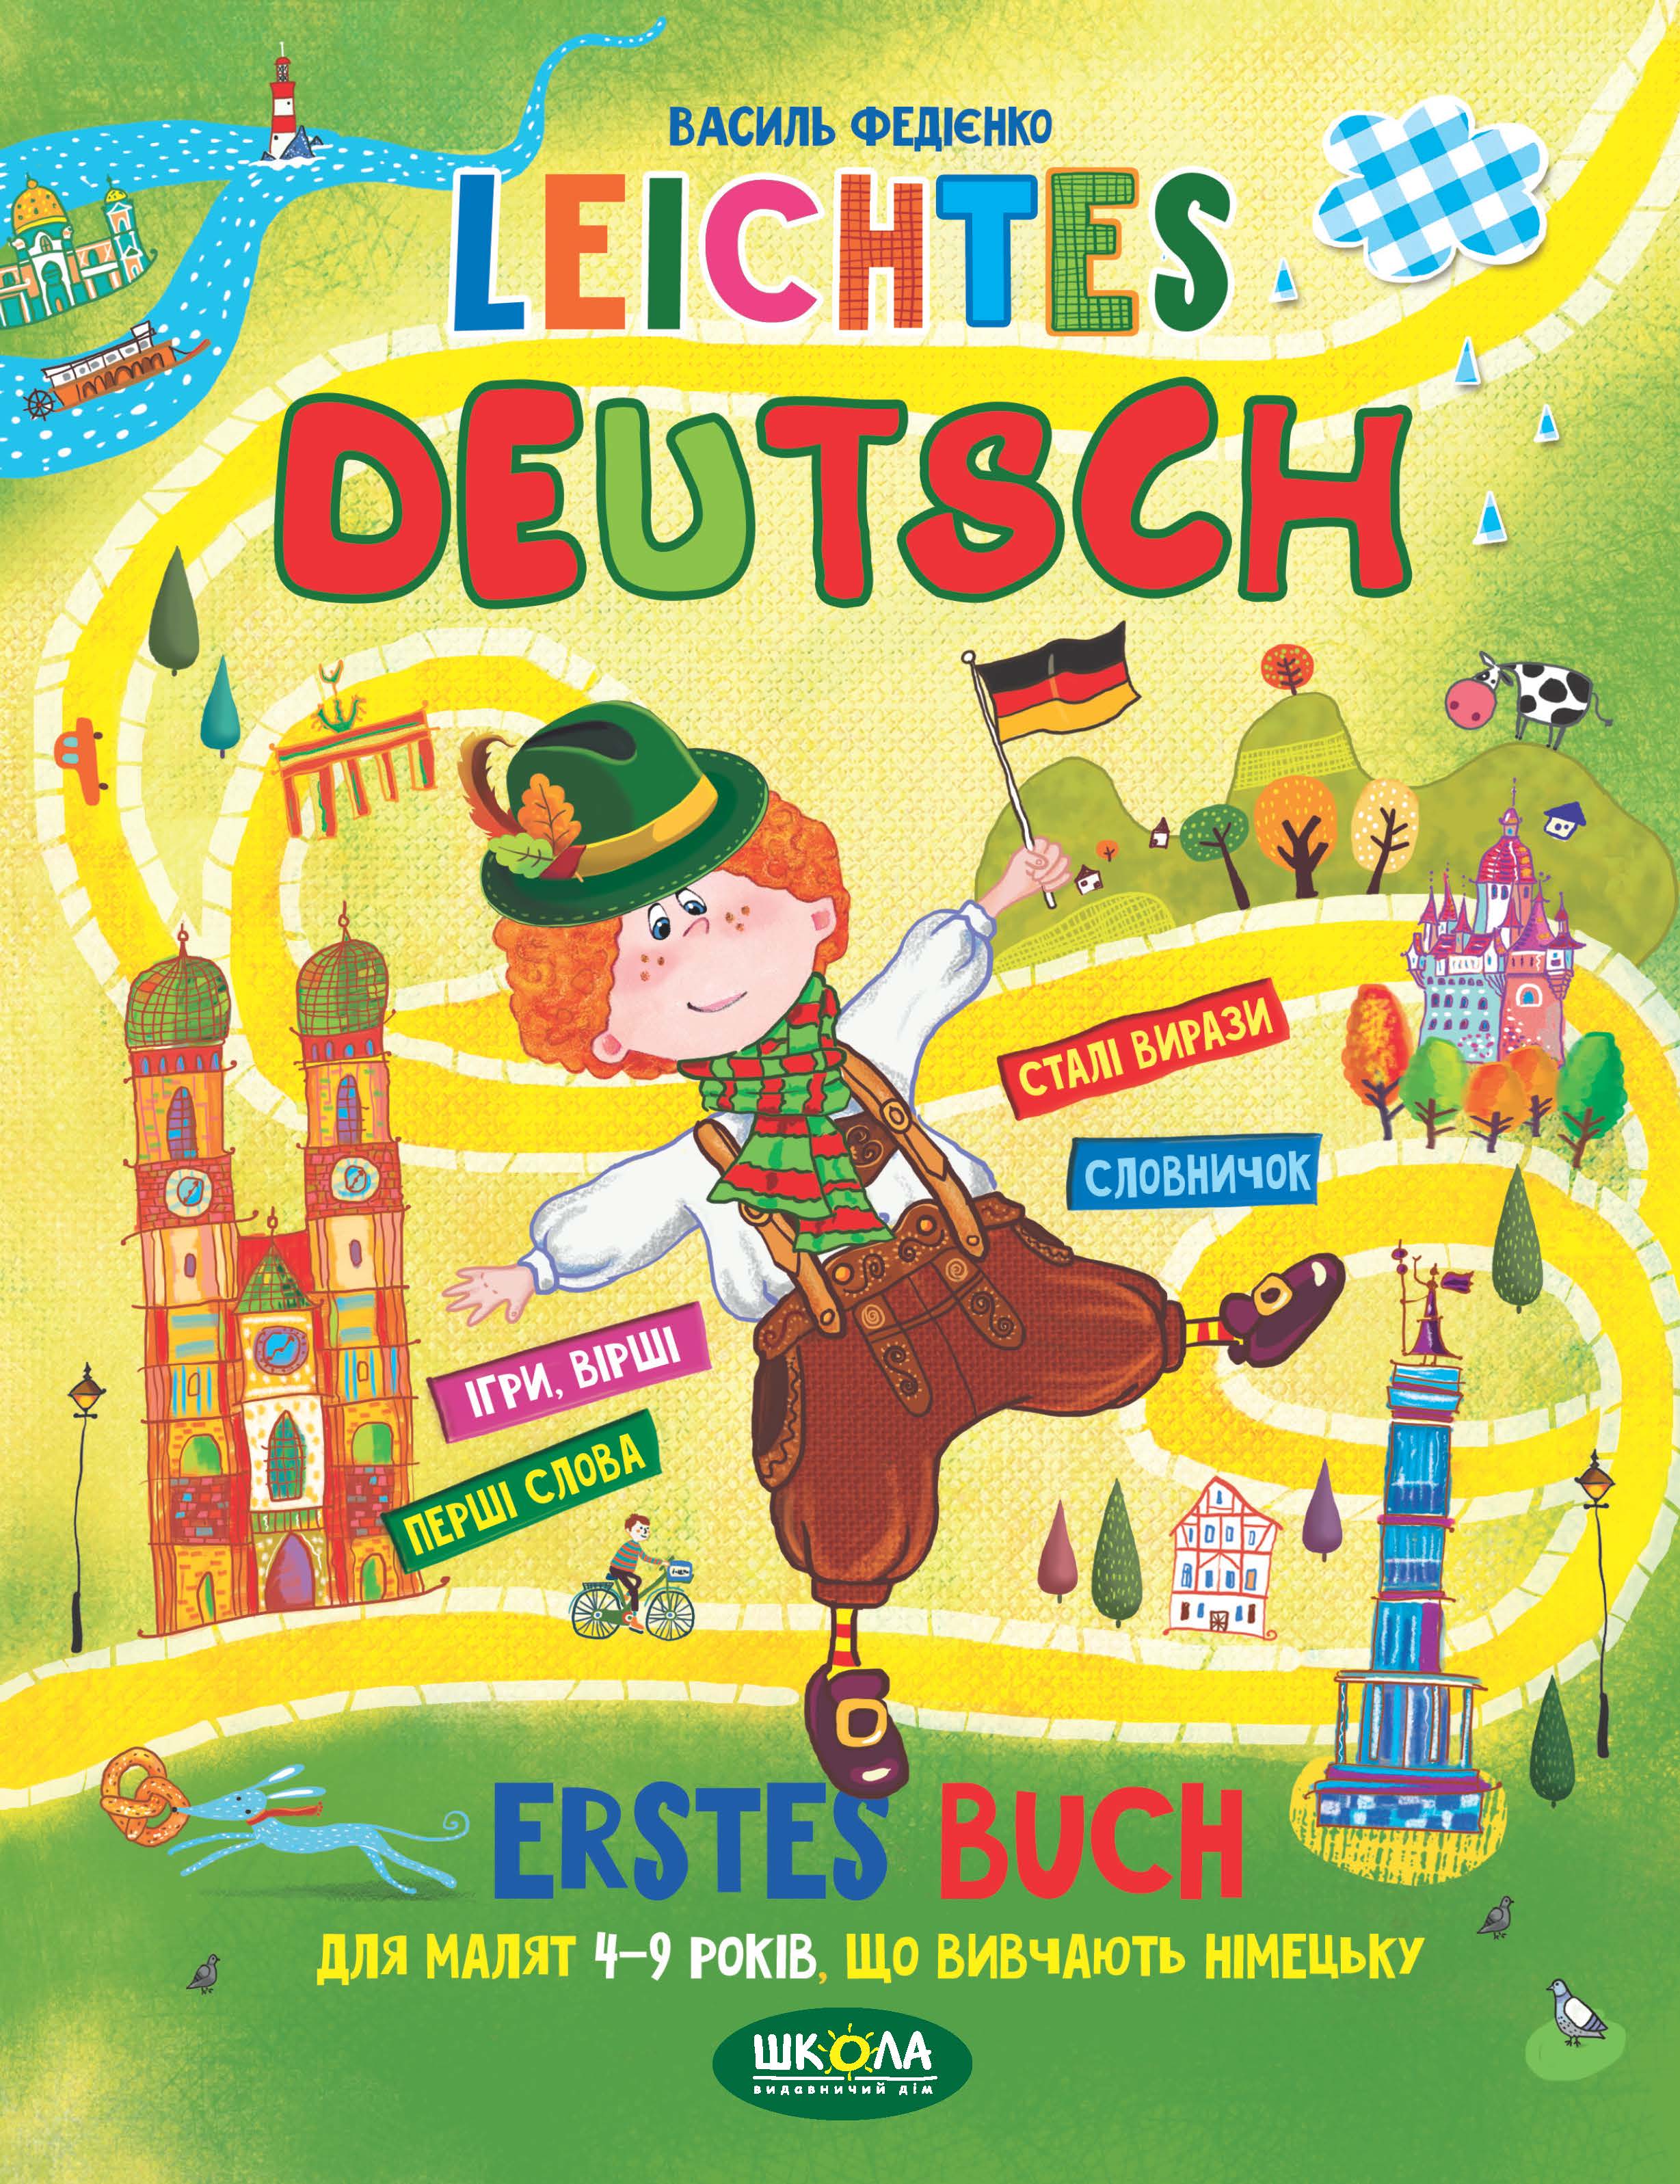 ВАСИЛЬ ФЕДІЄНКО
LEICHTES
DEUTSCH
СТАЛІ ВИРАЗИ
СЛОВНИЧОК
ІГРИ, ВІРШІ
ПЕРШІ СЛОВА
ERSTES BUCH
ДЛЯ МАЛЯТ 4–9 РОКІВ, ЩО ВИВЧАЮТЬ НІМЕЦЬКУ
ШКОЛА
видавничий дім